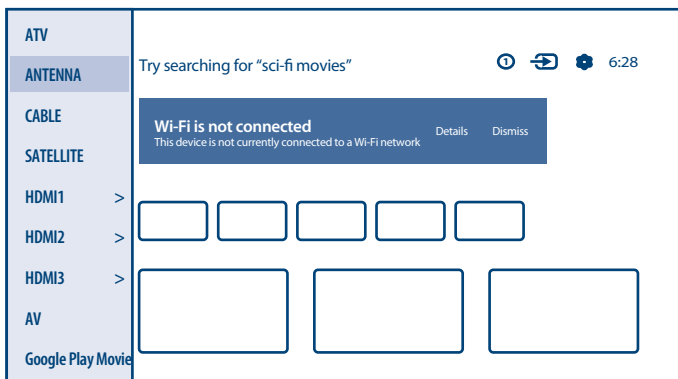 ATV
ANTENNA
CABLE
SATELLITE
HDMI1 >
HDMI2 >
HDMI3 >
AV
Google Play Movie
Try searching for “sci-fi movies”
1
6:28
Wi-Fi is not connected
This device is not currently connected to a Wi-Fi network
Details
Dismiss